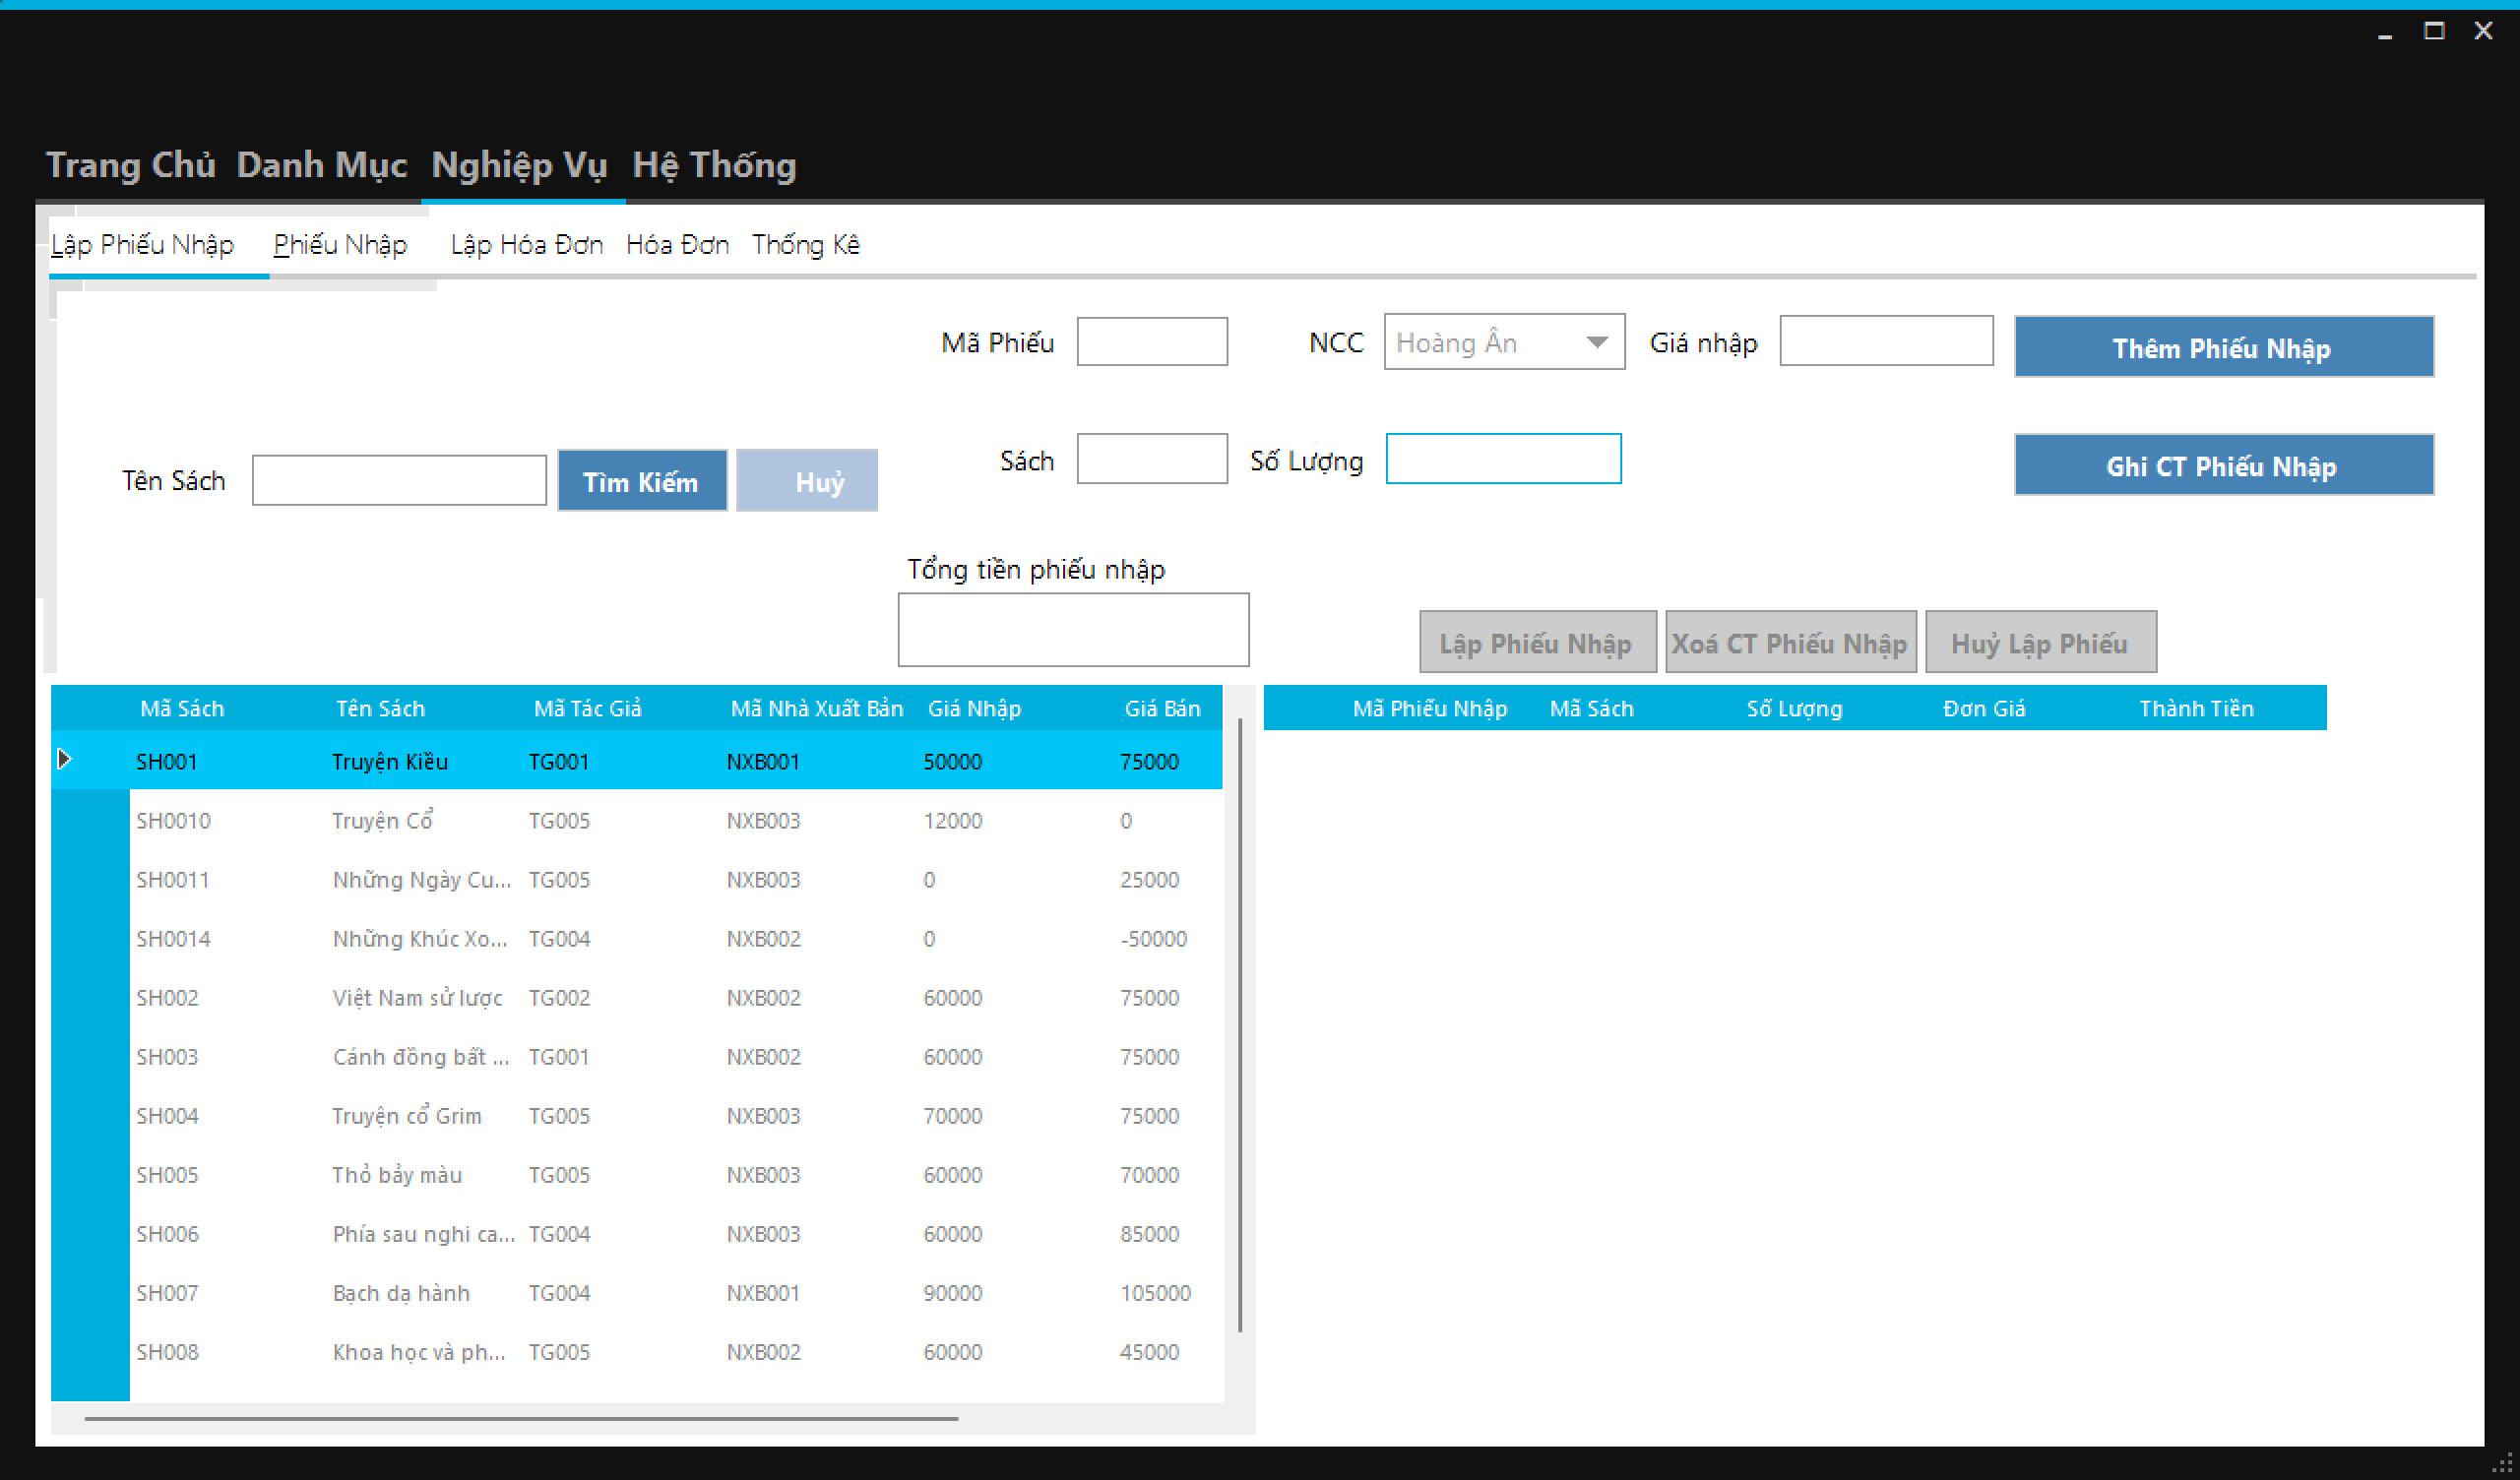 Trang Chủ Danh Mục Nghiệp Vụ Hệ Thống
Lập Phiếu Nhập Phiếu Nhập Lập Hóa Đơn Hóa Đơn Thống Kê
Mã Phiếu NCC Hoàng Ân Giá nhập Thêm Phiếu Nhập
Sách Số Lượng Ghi CT Phiếu Nhập
Tên Sách Tìm Kiếm Huỷ
Tổng tiền phiếu nhập
Lập Phiếu Nhập Xoá CT Phiếu Nhập Huỷ Lập Phiếu
Mã Sách Tên Sách Mã Tác Giả Mã Nhà Xuất Bản Giá Nhập Giá Bán
SH001 Truyện Kiều TG001 NXB001 50000 75000
SH0010 Truyện Cổ TG005 NXB003 12000 0
SH0011 Những Ngày Cu... TG005 NXB003 0 25000
SH0014 Những Khúc Xo... TG004 NXB002 0 -50000
SH002 Việt Nam sử lược TG002 NXB002 60000 75000
SH003 Cánh đồng bất ... TG001 NXB002 60000 75000
SH004 Truyện cổ Grim TG005 NXB003 70000 75000
SH005 Thỏ bẩy màu TG005 NXB003 60000 70000
SH006 Phía sau nghi ca... TG004 NXB003 60000 85000
SH007 Bạch dạ hành TG004 NXB001 90000 105000
SH008 Khoa học và ph... TG005 NXB002 60000 45000
Mã Phiếu Nhập Mã Sách Số Lượng Đơn Giá Thành Tiền